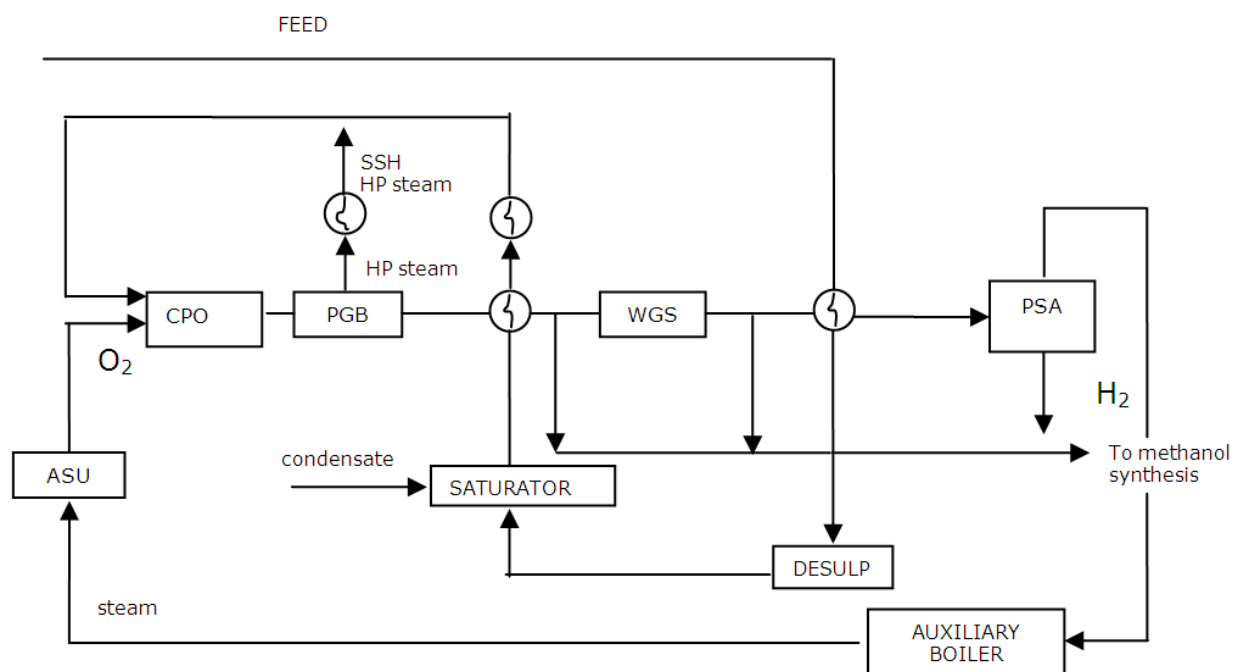 FEED
SSH
HP steam
HP steam
CPO
PGB
WGS
PSA
O₂
H₂
ASU
condensate
SATURATOR
To methanol
synthesis
DESULP
steam
AUXILIARY
BOILER